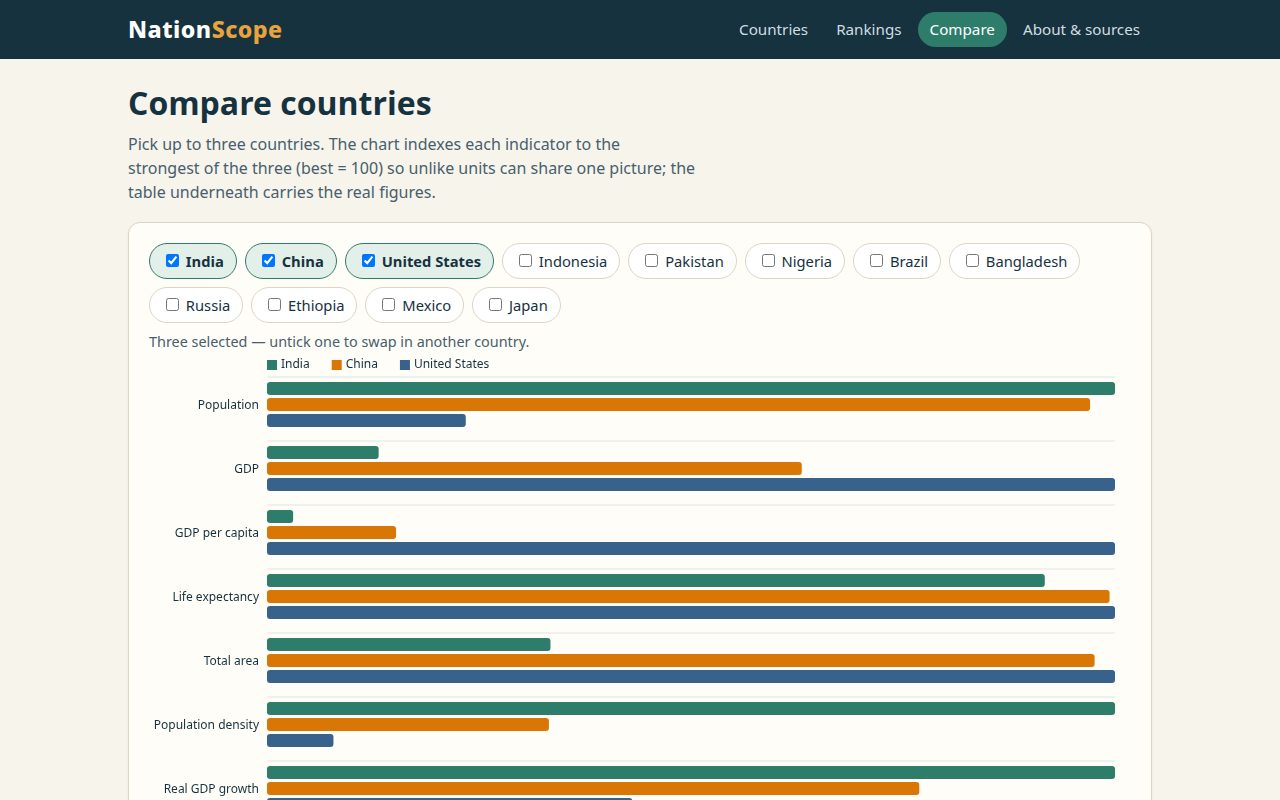 NationScope
Countries Rankings Compare About & sources
Compare countries
Pick up to three countries. The chart indexes each indicator to the
strongest of the three (best = 100) so unlike units can share one picture; the
table underneath carries the real figures.
India China United States Indonesia Pakistan Nigeria Brazil Bangladesh
Russia Ethiopia Mexico Japan
Three selected — untick one to swap in another country.
India China United States
Population
GDP
GDP per capita
Life expectancy
Total area
Population density
Real GDP growth